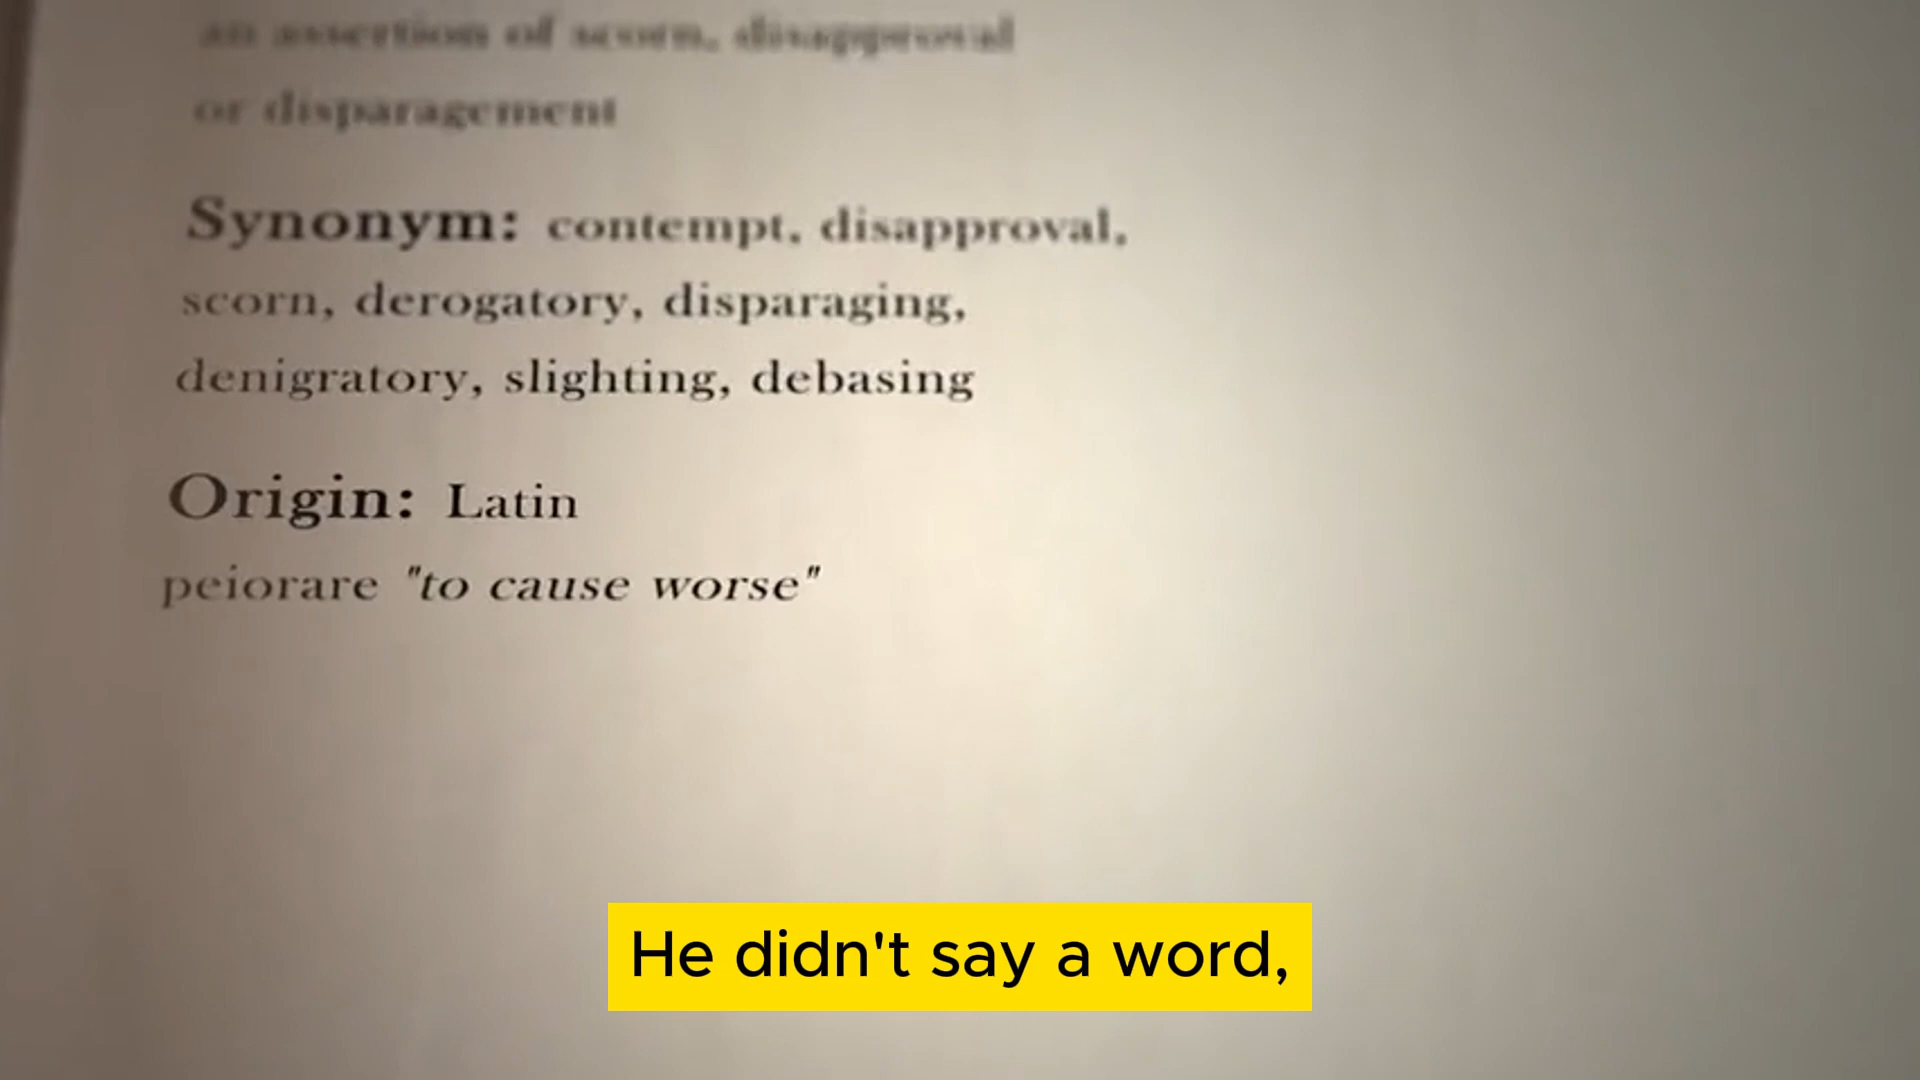 an assertion of scorn, disapproval
or disparagement
Synonym: contempt, disapproval,
scorn, derogatory, disparaging,
denigratory, slighting, debasing
Origin: Latin
peiorare "to cause worse"
He didn't say a word,